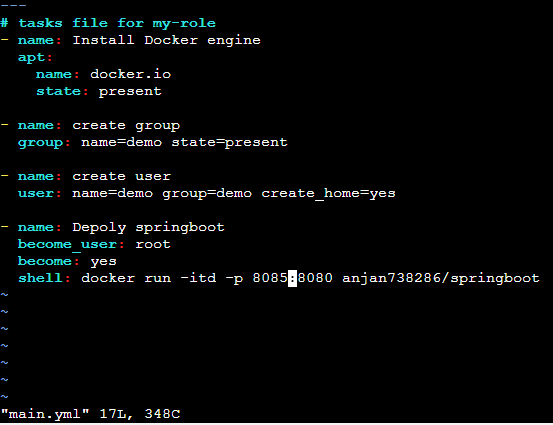 ---
# tasks file for my-role
- name: Install Docker engine
  apt:
    name: docker.io
    state: present

- name: create group
  group: name=demo state=present

- name: create user
  user: name=demo group=demo create_home=yes

- name: Depoly springboot
  become_user: root
  become: yes
  shell: docker run -itd -p 8085:8080 anjan738286/springboot
~
~
~
~
~
~
~
"main.yml" 17L, 348C